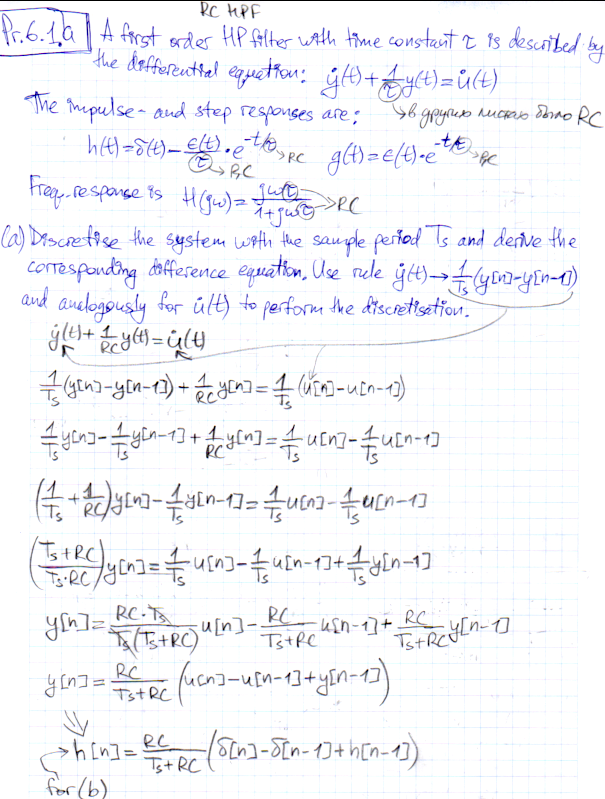 RC HPF
Pr.6.1.a A first order HP filter with time constant τ is described by
the differential equation: ẏ(t) + 1/τ y(t) = u̇(t)
The impulse- and step responses are: → в других местах было RC
h(t) = δ(t) - ε(t)/τ · e^(-t/τ) → RC g(t) = ε(t)·e^(-t/τ) → RC
→ RC
Freq. response is H(jω) = jωτ/(1+jωτ) → RC
(a) Discretise the system with the sample period Ts and derive the
corresponding difference equation. Use rule ẏ(t) → 1/Ts (y[n]-y[n-1])
and analogously for u̇(t) to perform the discretisation.
ẏ(t) + 1/RC y(t) = u̇(t)
1/Ts (y[n]-y[n-1]) + 1/RC y[n] = 1/Ts (u[n]-u[n-1])
1/Ts y[n] - 1/Ts y[n-1] + 1/RC y[n] = 1/Ts u[n] - 1/Ts u[n-1]
(1/Ts + 1/RC) y[n] - 1/Ts y[n-1] = 1/Ts u[n] - 1/Ts u[n-1]
((Ts+RC)/(Ts·RC)) y[n] = 1/Ts u[n] - 1/Ts u[n-1] + 1/Ts y[n-1]
y[n] = RC·Ts/(Ts(Ts+RC)) u[n] - RC/(Ts+RC) u[n-1] + RC/(Ts+RC) y[n-1]
y[n] = RC/(Ts+RC) (u[n]-u[n-1]+y[n-1])
⇓
→ h[n] = RC/(Ts+RC) (δ[n]-δ[n-1]+h[n-1])
for (b)